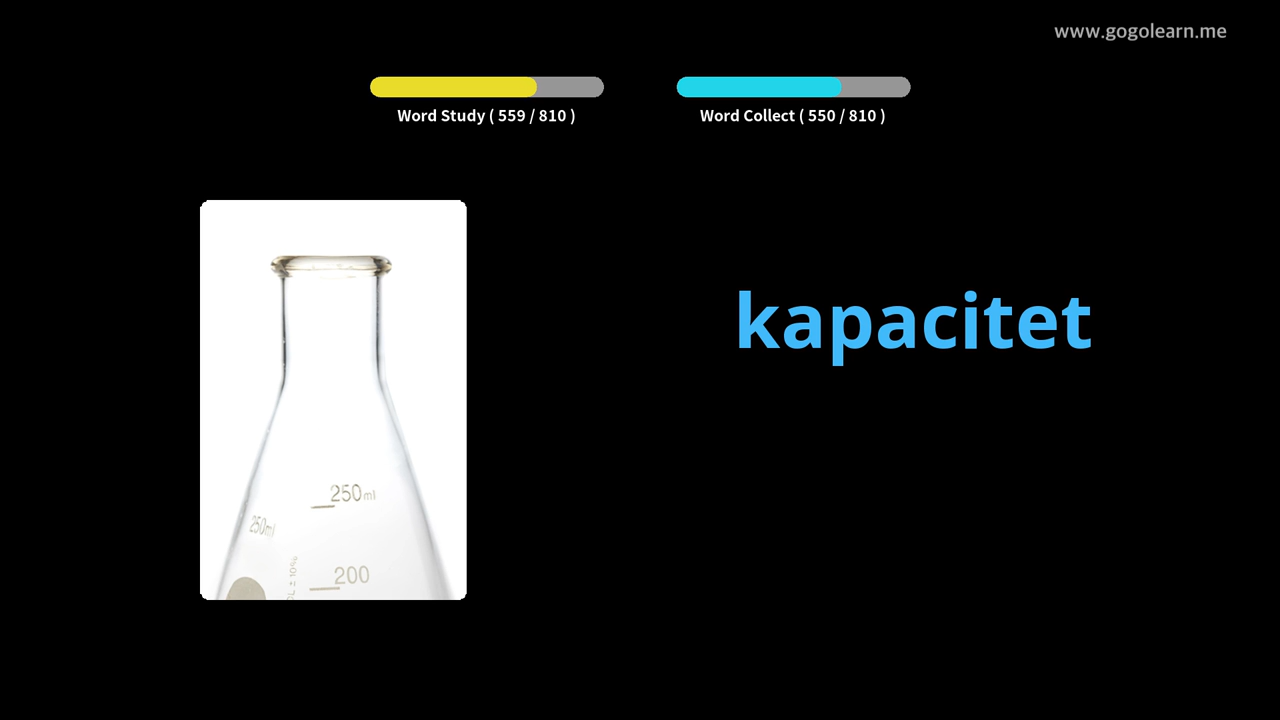 www.gogolearn.me
Word Study ( 559 / 810 )
Word Collect ( 550 / 810 )
kapacitet
250ml
250ml
200